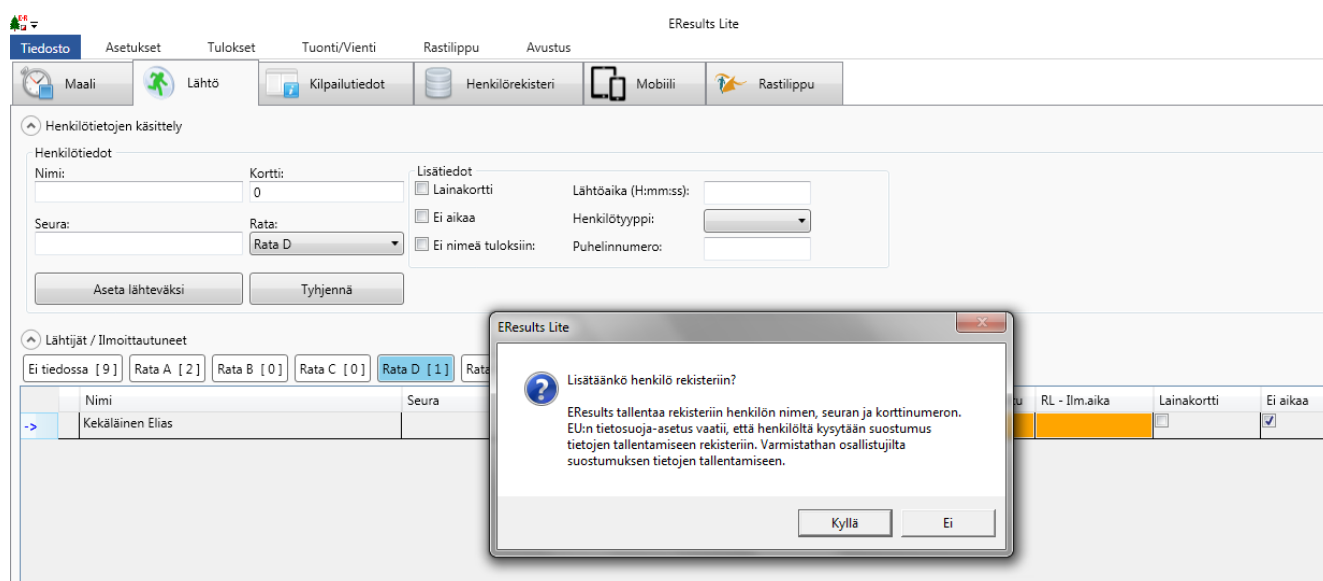 EResults Lite
Tiedosto Asetukset Tulokset Tuonti/Vienti Rastilippu Avustus
Maali Lähtö Kilpailutiedot Henkilörekisteri Mobiili Rastilippu
Henkilötietojen käsittely
Henkilötiedot
Nimi: Kortti: Lisätiedot
0 Lainakortti Lähtöaika (H:mm:ss):
Ei aikaa Henkilötyyppi:
Seura: Rata:
Rata D Ei nimeä tuloksiin: Puhelinnumero:
Aseta lähteväksi Tyhjennä
EResults Lite
Lähtijät / Ilmoittautuneet
Ei tiedossa [ 9 ] Rata A [ 2 ] Rata B [ 0 ] Rata C [ 0 ] Rata D [ 1 ] Rata
Nimi Seura RL - Ilm.aika Lainakortti Ei aikaa
-> Kekäläinen Elias
Lisätäänkö henkilö rekisteriin?
EResults tallentaa rekisteriin henkilön nimen, seuran ja korttinumeron.
EU:n tietosuoja-asetus vaatii, että henkilöltä kysytään suostumus
tietojen tallentamiseen rekisteriin. Varmistathan osallistujilta
suostumuksen tietojen tallentamiseen.
Kyllä Ei